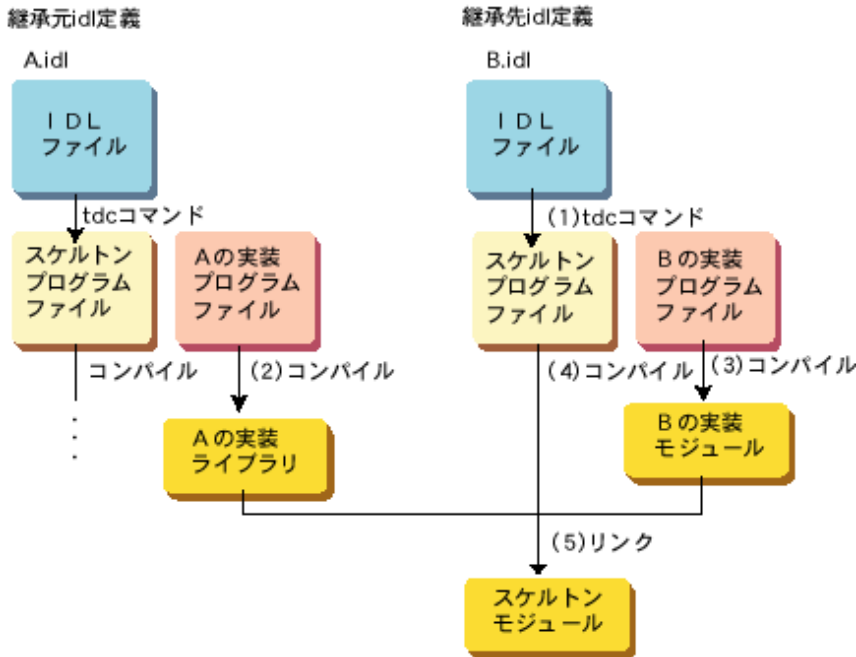 継承元idl定義
継承先idl定義
A.idl
B.idl
ＩＤＬ
ファイル
ＩＤＬ
ファイル
tdcコマンド
(1)tdcコマンド
スケルトン
プログラム
ファイル
Ａの実装
プログラム
ファイル
スケルトン
プログラム
ファイル
Ｂの実装
プログラム
ファイル
コンパイル
(2)コンパイル
(4)コンパイル
(3)コンパイル
Ａの実装
ライブラリ
Ｂの実装
モジュール
(5)リンク
スケルトン
モジュール